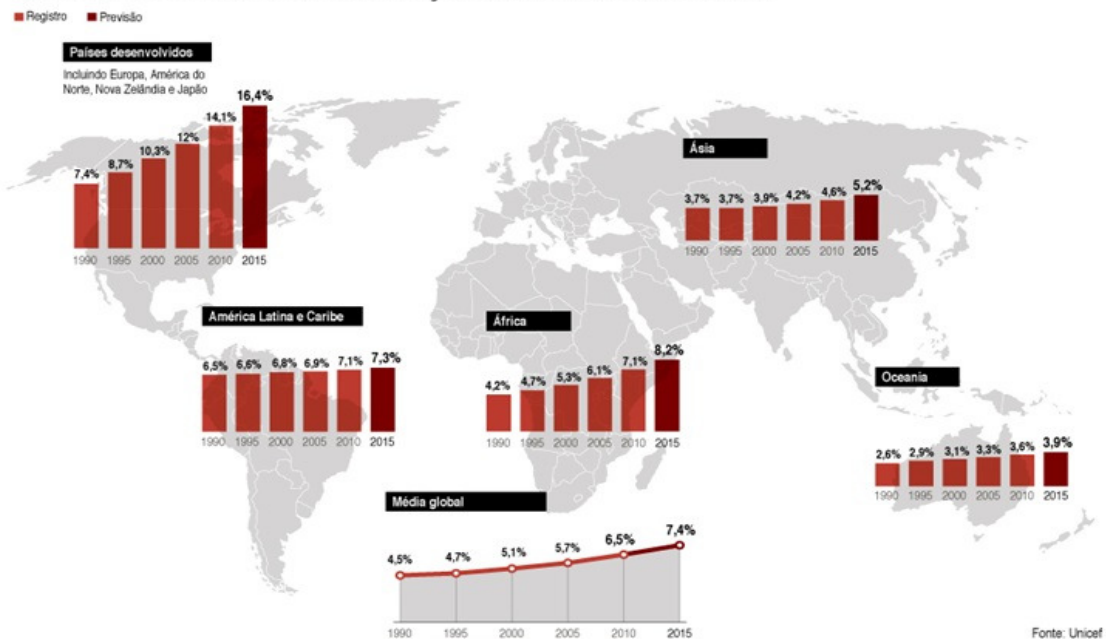 Registro Previsão
Países desenvolvidos
Incluindo Europa, América do
Norte, Nova Zelândia e Japão
7,4% 8,7% 10,3% 12% 14,1% 16,4%
1990 1995 2000 2005 2010 2015
Ásia
3,7% 3,7% 3,9% 4,2% 4,6% 5,2%
1990 1995 2000 2005 2010 2015
América Latina e Caribe
6,5% 6,6% 6,8% 6,9% 7,1% 7,3%
1990 1995 2000 2005 2010 2015
África
4,2% 4,7% 5,3% 6,1% 7,1% 8,2%
1990 1995 2000 2005 2010 2015
Oceania
2,6% 2,9% 3,1% 3,3% 3,6% 3,9%
1990 1995 2000 2005 2010 2015
Média global
4,5% 4,7% 5,1% 5,7% 6,5% 7,4%
1990 1995 2000 2005 2010 2015
Fonte: Unicef